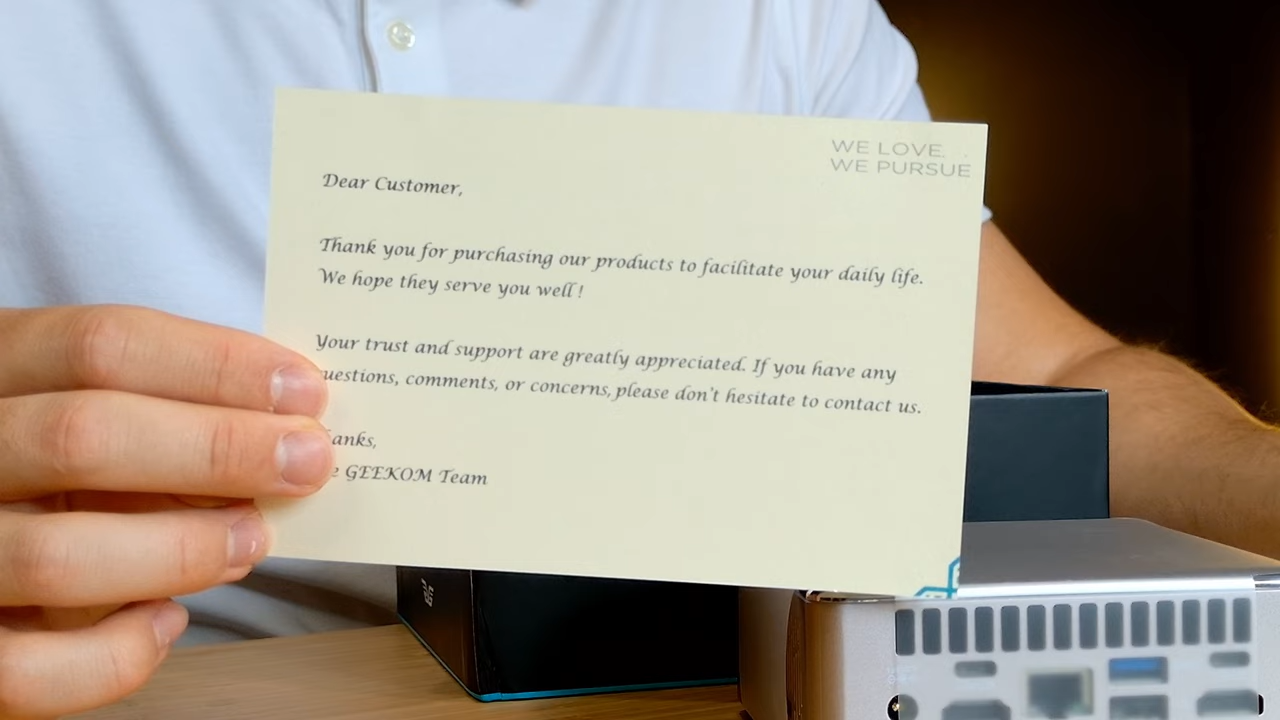 WE LOVE.
WE PURSUE
Dear Customer,
Thank you for purchasing our products to facilitate your daily life.
We hope they serve you well !
Your trust and support are greatly appreciated. If you have any
uestions, comments, or concerns,please don't hesitate to contact us.
anks,
e GEEKOM Team